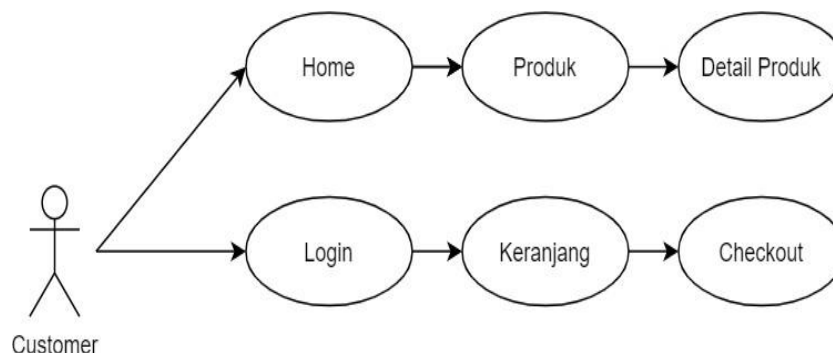 Home
Produk
Detail Produk
Login
Keranjang
Checkout
Customer